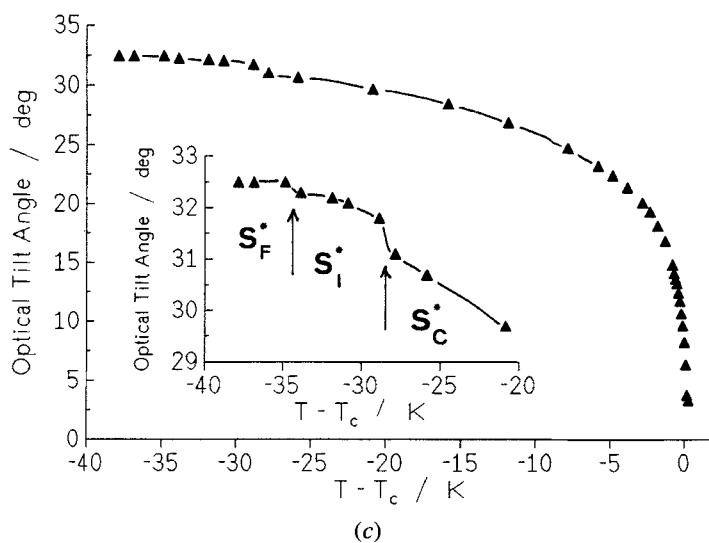 Optical Tilt Angle / deg
35
30
25
20
15
10
5
0
-40 -35 -30 -25 -20 -15 -10 -5 0
T - Tc / K
Optical Tilt Angle / deg
33
32
31
30
29
-40 -35 -30 -25 -20
T - Tc / K
S*F
S*I
S*C
(c)